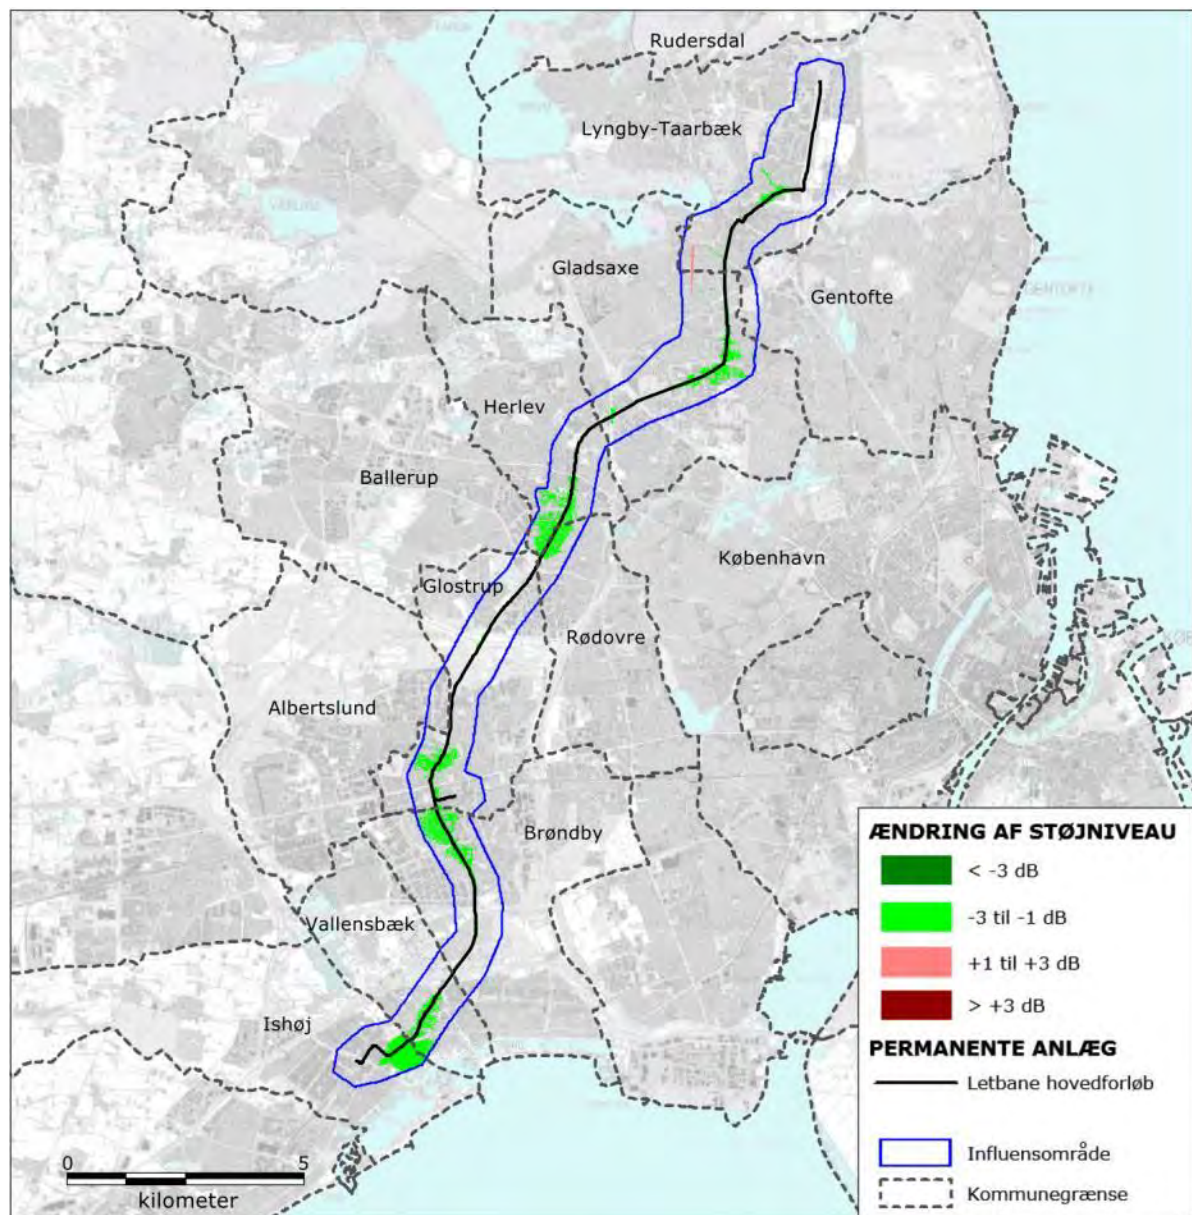 Rudersdal
Lyngby-Taarbæk
Gladsaxe
Gentofte
GENTOFTE
Herlev
Ballerup
København
Glostrup
Rødovre
Albertslund
Brøndby
Vallensbæk
Ishøj
0 5
kilometer
ÆNDRING AF STØJNIVEAU
< -3 dB
-3 til -1 dB
+1 til +3 dB
> +3 dB
PERMANENTE ANLÆG
Letbane hovedforløb
Influensområde
Kommunegrænse